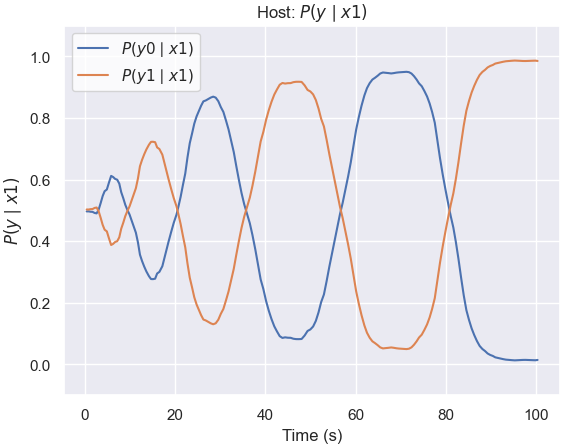 Host: P(y | x1)
P(y0 | x1)
P(y1 | x1)
1.0
0.8
0.6
0.4
0.2
0.0
P(y | x1)
0 20 40 60 80 100
Time (s)